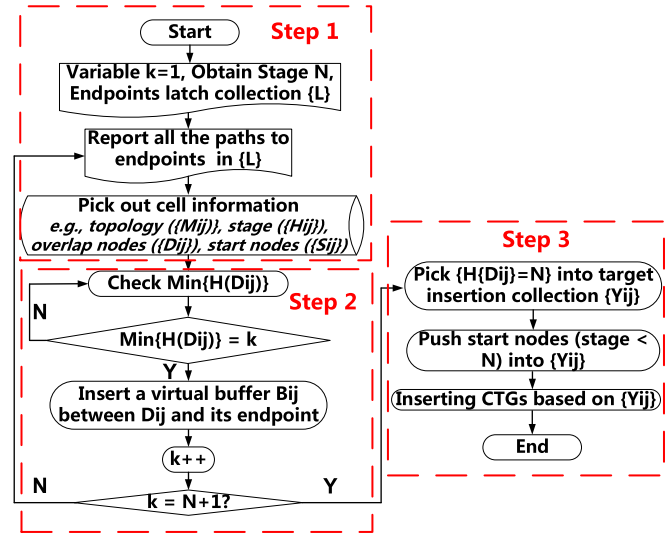 Step 1
Start
Variable k=1, Obtain Stage N,
Endpoints latch collection {L}
Report all the paths to
endpoints in {L}
Pick out cell information
e.g., topology ({Mij}, stage ({Hij}),
overlap nodes ({Dij}), start nodes ({Sij})
Step 2
Check Min{H(Dij)}
N
Min{H(Dij)} = k
Y
Insert a virtual buffer Bij
between Dij and its endpoint
k++
N
k = N+1?
Y
Step 3
Pick {H{Dij}=N} into target
insertion collection {Yij}
Push start nodes (stage <
N) into {Yij}
Inserting CTGs based on {Yij}
End